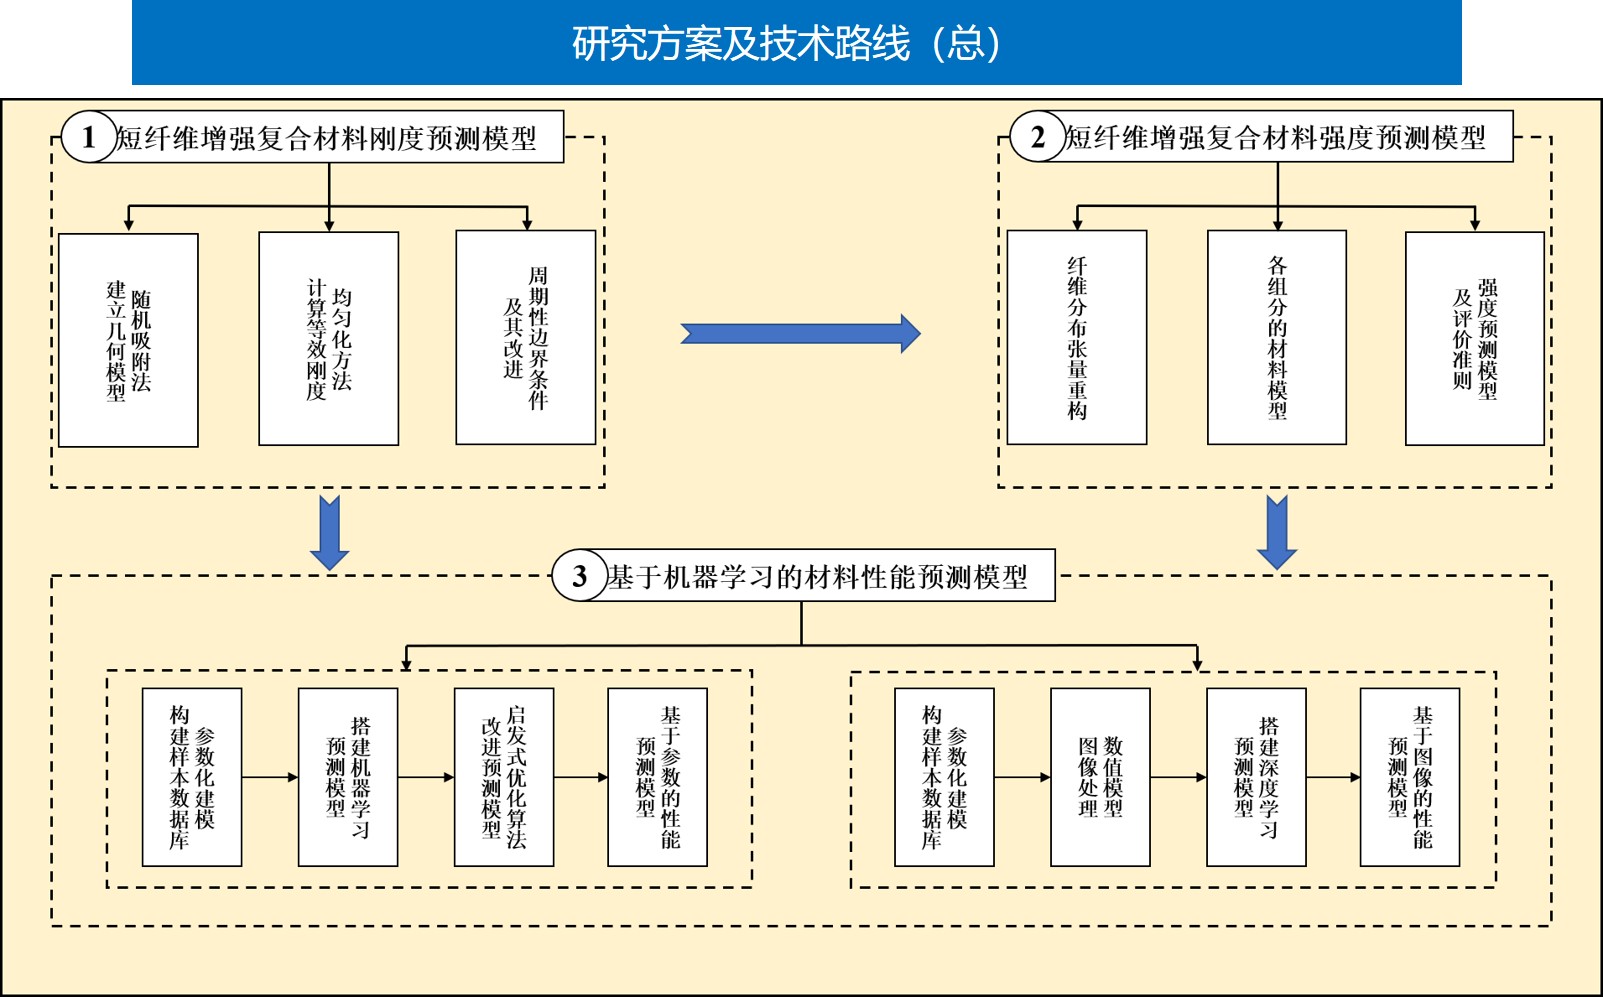 研究方案及技术路线（总）
1
短纤维增强复合材料刚度预测模型
2
短纤维增强复合材料强度预测模型
随机吸附法
建立几何模型
均匀化方法
计算等效刚度
周期性边界条件
及其改进
纤维分布张量重构
各组分的材料模型
强度预测模型
及评价准则
3
基于机器学习的材料性能预测模型
参数化建模
构建样本数据库
搭建机器学习
预测模型
启发式优化算法
改进预测模型
基于参数的性能
预测模型
参数化建模
构建样本数据库
数值模型
图像处理
搭建深度学习
预测模型
基于图像的性能
预测模型